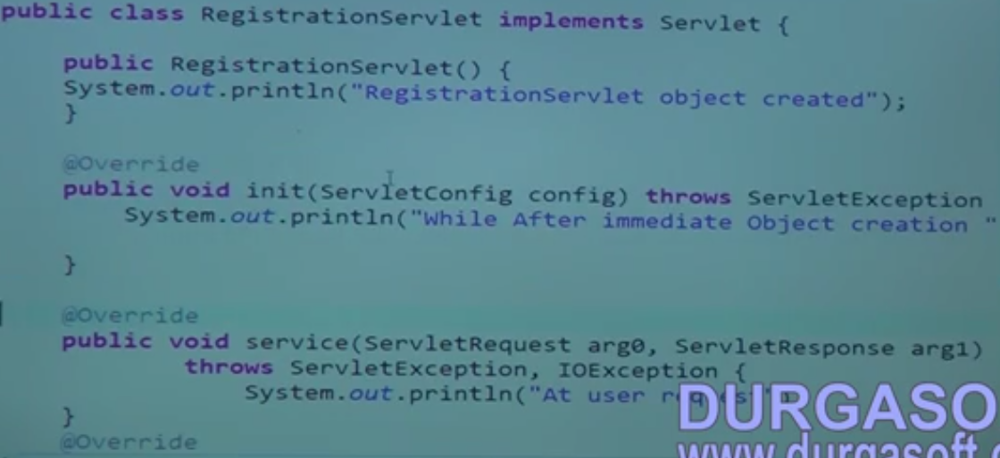 public class RegistrationServlet implements Servlet {
public RegistrationServlet() {
System.out.println("RegistrationServlet object created");
}
@Override
public void init(ServletConfig config) throws ServletException
System.out.println("While After immediate Object creation "
}
@Override
public void service(ServletRequest arg0, ServletResponse arg1)
throws ServletException, IOException {
System.out.println("At user request")
}
@Override
DURGASO
www.durgasoft.